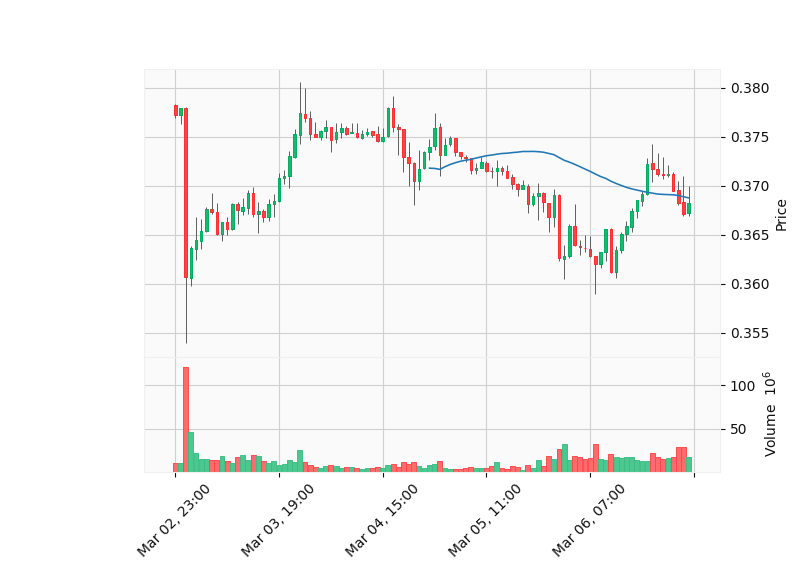 0.380
0.375
0.370
0.365
0.360
0.355
Price
100
50
Volume 10^6
Mar 02, 23:00
Mar 03, 19:00
Mar 04, 15:00
Mar 05, 11:00
Mar 06, 07:00